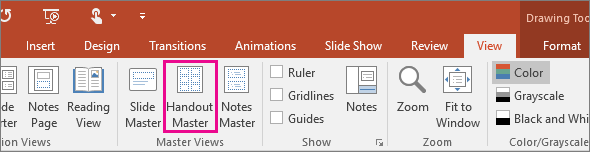 Drawing Too
Insert Design Transitions Animations Slide Show Review View Format
de Notes Reading Slide Handout Notes Ruler Gridlines Guides Notes Zoom Fit to Color Grayscale Black and Whi
rter Page View Master Master Master Window
on Views Master Views Show Zoom Color/Grayscale